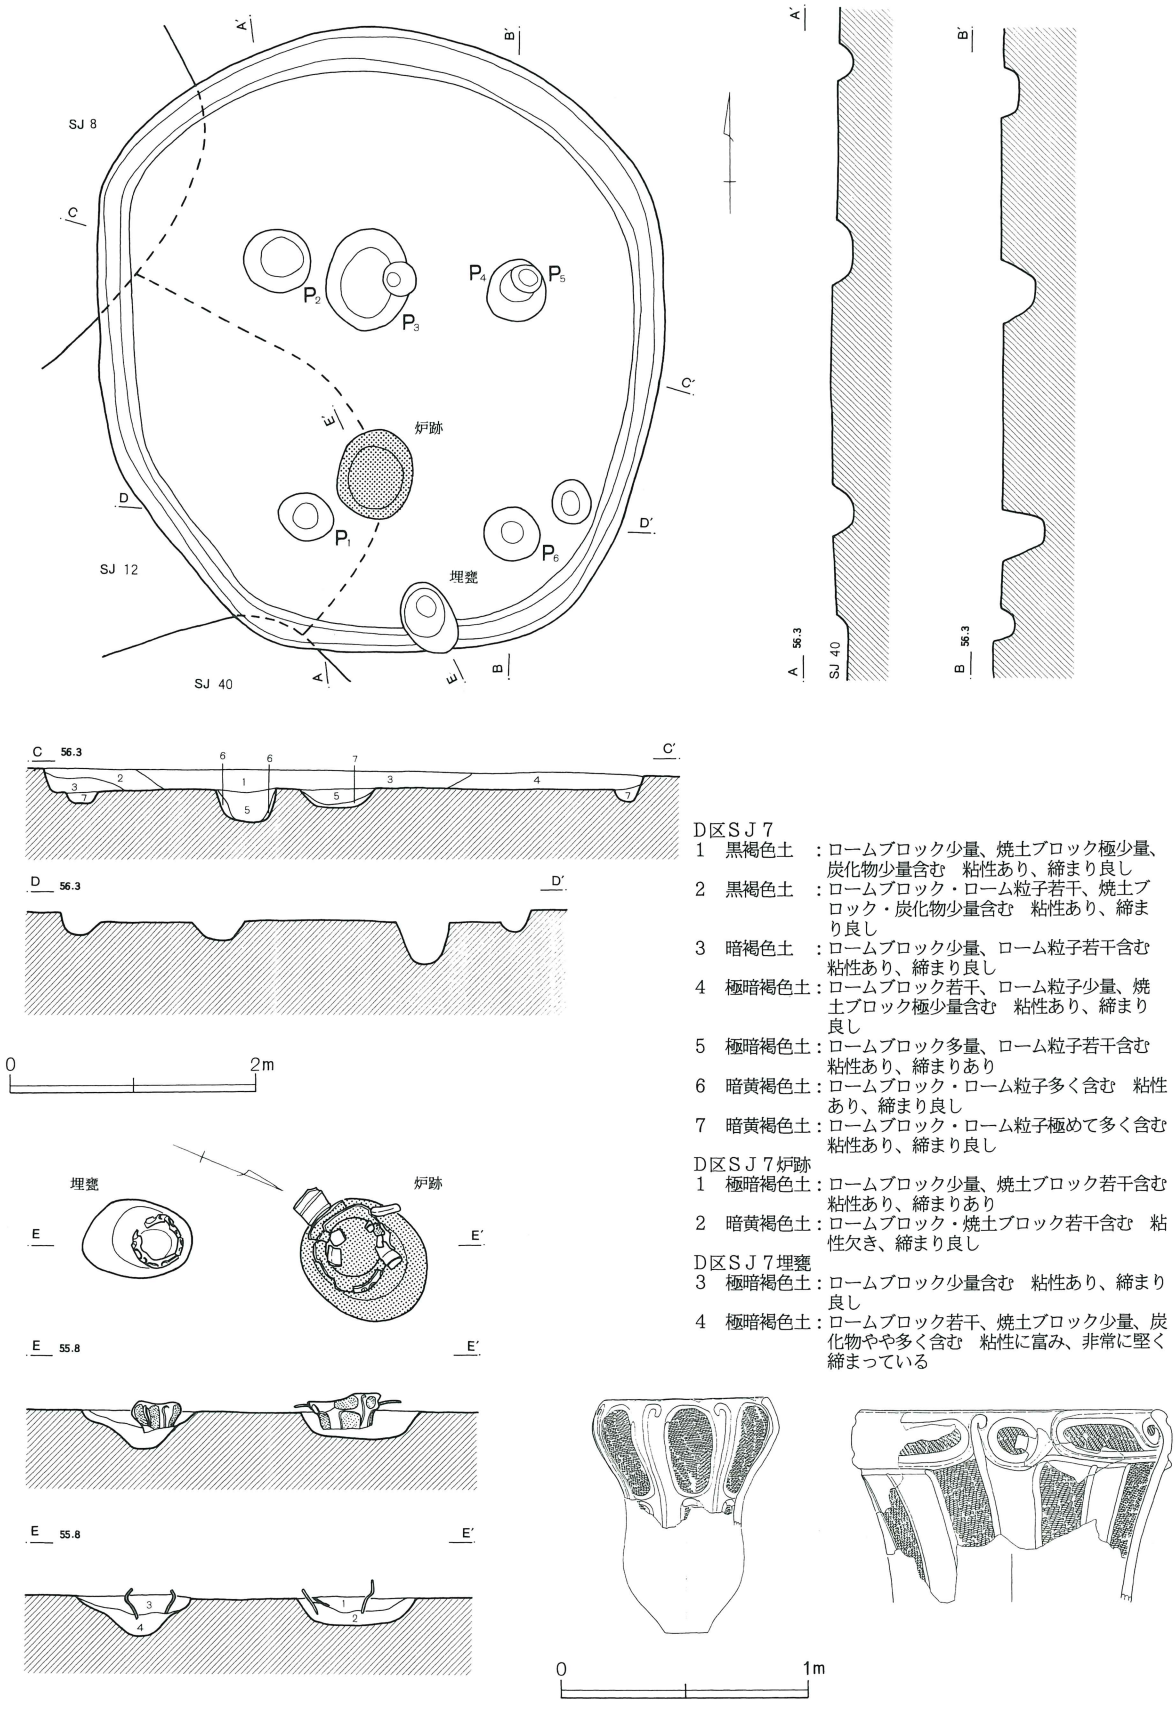 A′
B′
SJ 8
C
P2
P3
P4
P5
C′
E′
炉跡
D
P1
P6
D′
SJ 12
埋甕
SJ 40
A
E
B
A′
B′
A 56.3
SJ 40
B 56.3
C 56.3
C′
6 6 7
3 2 1 3 4
7 5 5 7
D 56.3
D′
0 2m
D区SJ7
1 黒褐色土 :ロームブロック少量、焼土ブロック極少量、
炭化物少量含む 粘性あり、締まり良し
2 黒褐色土 :ロームブロック・ローム粒子若干、焼土ブ
ロック・炭化物少量含む 粘性あり、締ま
り良し
3 暗褐色土 :ロームブロック少量、ローム粒子若干含む
粘性あり、締まり良し
4 極暗褐色土:ロームブロック若干、ローム粒子少量、焼
土ブロック極少量含む 粘性あり、締まり
良し
5 極暗褐色土:ロームブロック多量、ローム粒子若干含む
粘性あり、締まりあり
6 暗黄褐色土:ロームブロック・ローム粒子多く含む 粘性
あり、締まり良し
7 暗黄褐色土:ロームブロック・ローム粒子極めて多く含む
粘性あり、締まり良し
D区SJ7炉跡
1 極暗褐色土:ロームブロック少量、焼土ブロック若干含む
粘性あり、締まりあり
2 暗黄褐色土:ロームブロック・焼土ブロック若干含む 粘
性欠き、締まり良し
D区SJ7埋甕
3 極暗褐色土:ロームブロック少量含む 粘性あり、締まり
良し
4 極暗褐色土:ロームブロック若干、焼土ブロック少量、炭
化物やや多く含む 粘性に富み、非常に堅く
締まっている
埋甕
炉跡
E
E′
E 55.8
E′
E 55.8
E′
3 1
4 2
0 1m